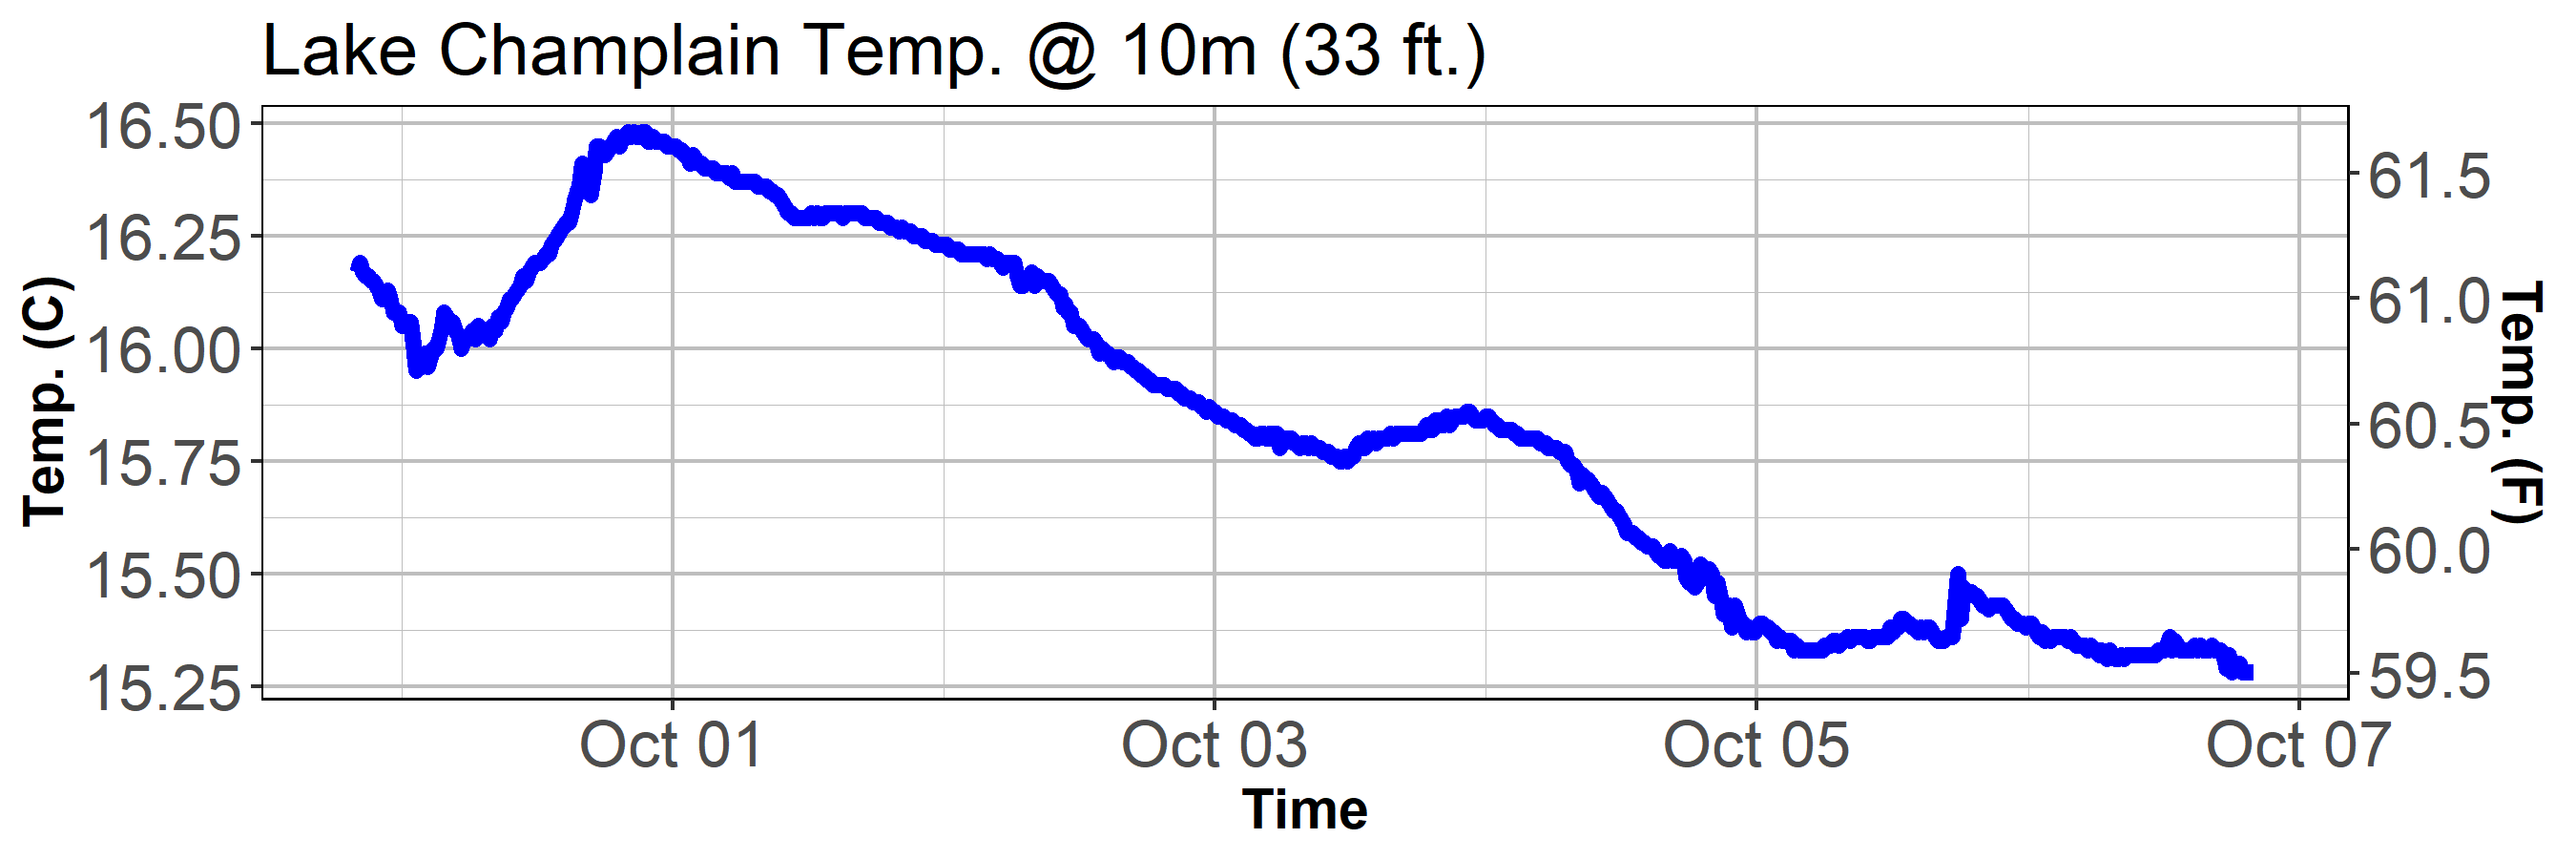 Lake Champlain Temp. @ 10m (33 ft.)
Temp. (C)
16.50
16.25
16.00
15.75
15.50
15.25
61.5
61.0
60.5
60.0
59.5
Temp. (F)
Oct 01 Oct 03 Oct 05 Oct 07
Time